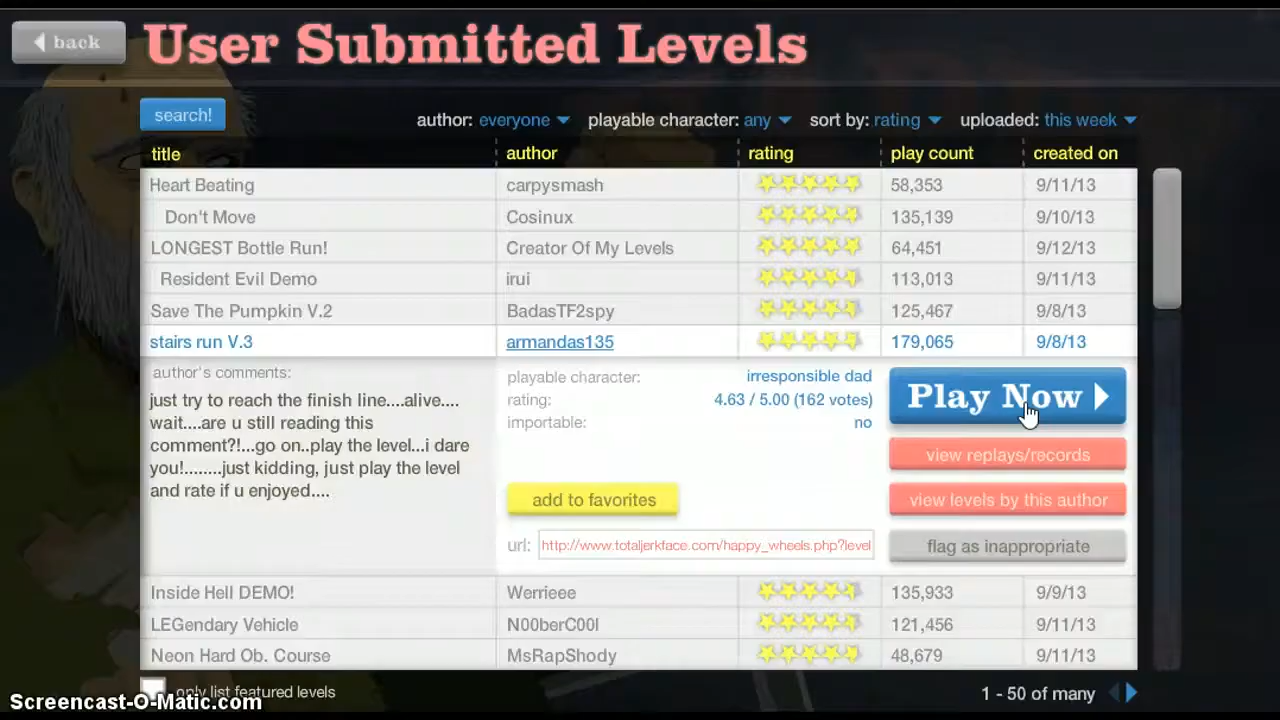 back
User Submitted Levels
search!
author: everyone playable character: any sort by: rating uploaded: this week
title author rating play count created on
Heart Beating carpysmash 58,353 9/11/13
Don't Move Cosinux 135,139 9/10/13
LONGEST Bottle Run! Creator Of My Levels 64,451 9/12/13
Resident Evil Demo irui 113,013 9/11/13
Save The Pumpkin V.2 BadasTF2spy 125,467 9/8/13
stairs run V.3 armandas135 179,065 9/8/13
author's comments:
just try to reach the finish line....alive....
wait....are u still reading this
comment?!...go on..play the level...i dare
you!.......just kidding, just play the level
and rate if u enjoyed....
playable character: irresponsible dad
rating: 4.63 / 5.00 (162 votes)
importable: no
add to favorites
url: http://www.totaljerkface.com/happy_wheels.php?level
Play Now
view replays/records
view levels by this author
flag as inappropriate
Inside Hell DEMO! Werrieee 135,933 9/9/13
LEGendary Vehicle N00berC00l 121,456 9/11/13
Neon Hard Ob. Course MsRapShody 48,679 9/11/13
only list featured levels
1 - 50 of many
Screencast-O-Matic.com